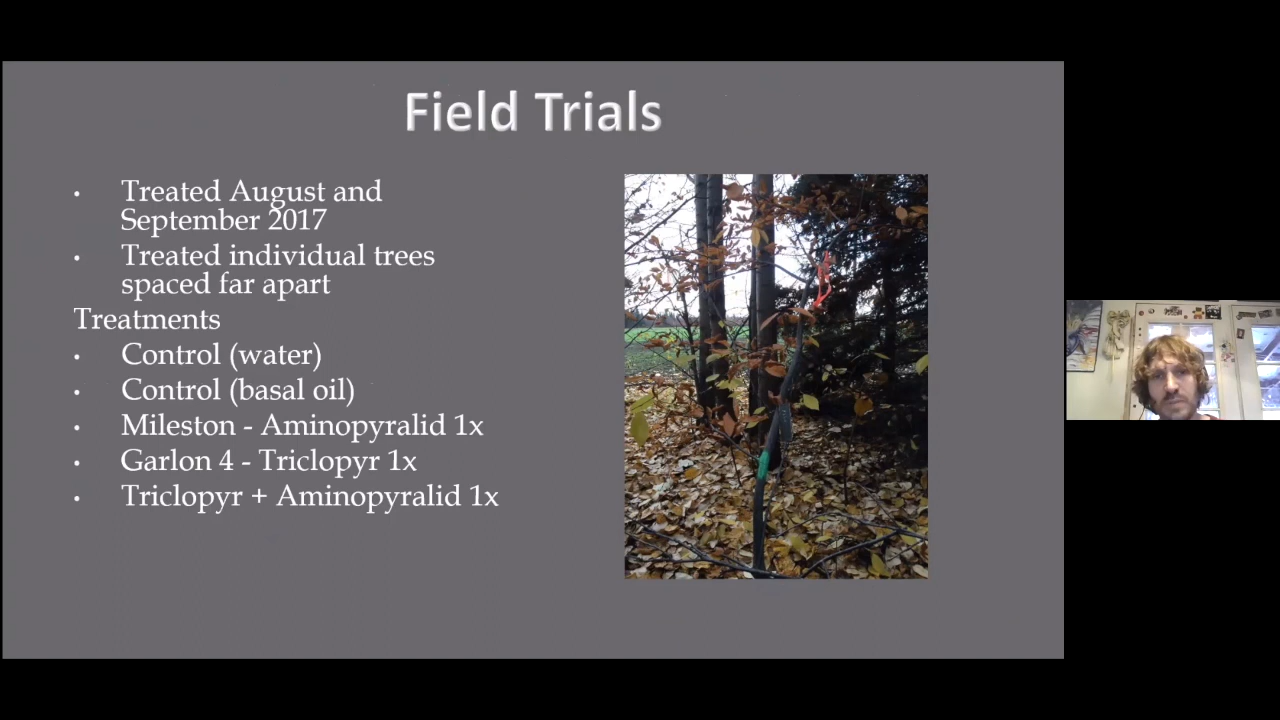 Field Trials
• Treated August and
September 2017
• Treated individual trees
spaced far apart
Treatments
• Control (water)
• Control (basal oil)
• Mileston - Aminopyralid 1x
• Garlon 4 - Triclopyr 1x
• Triclopyr + Aminopyralid 1x